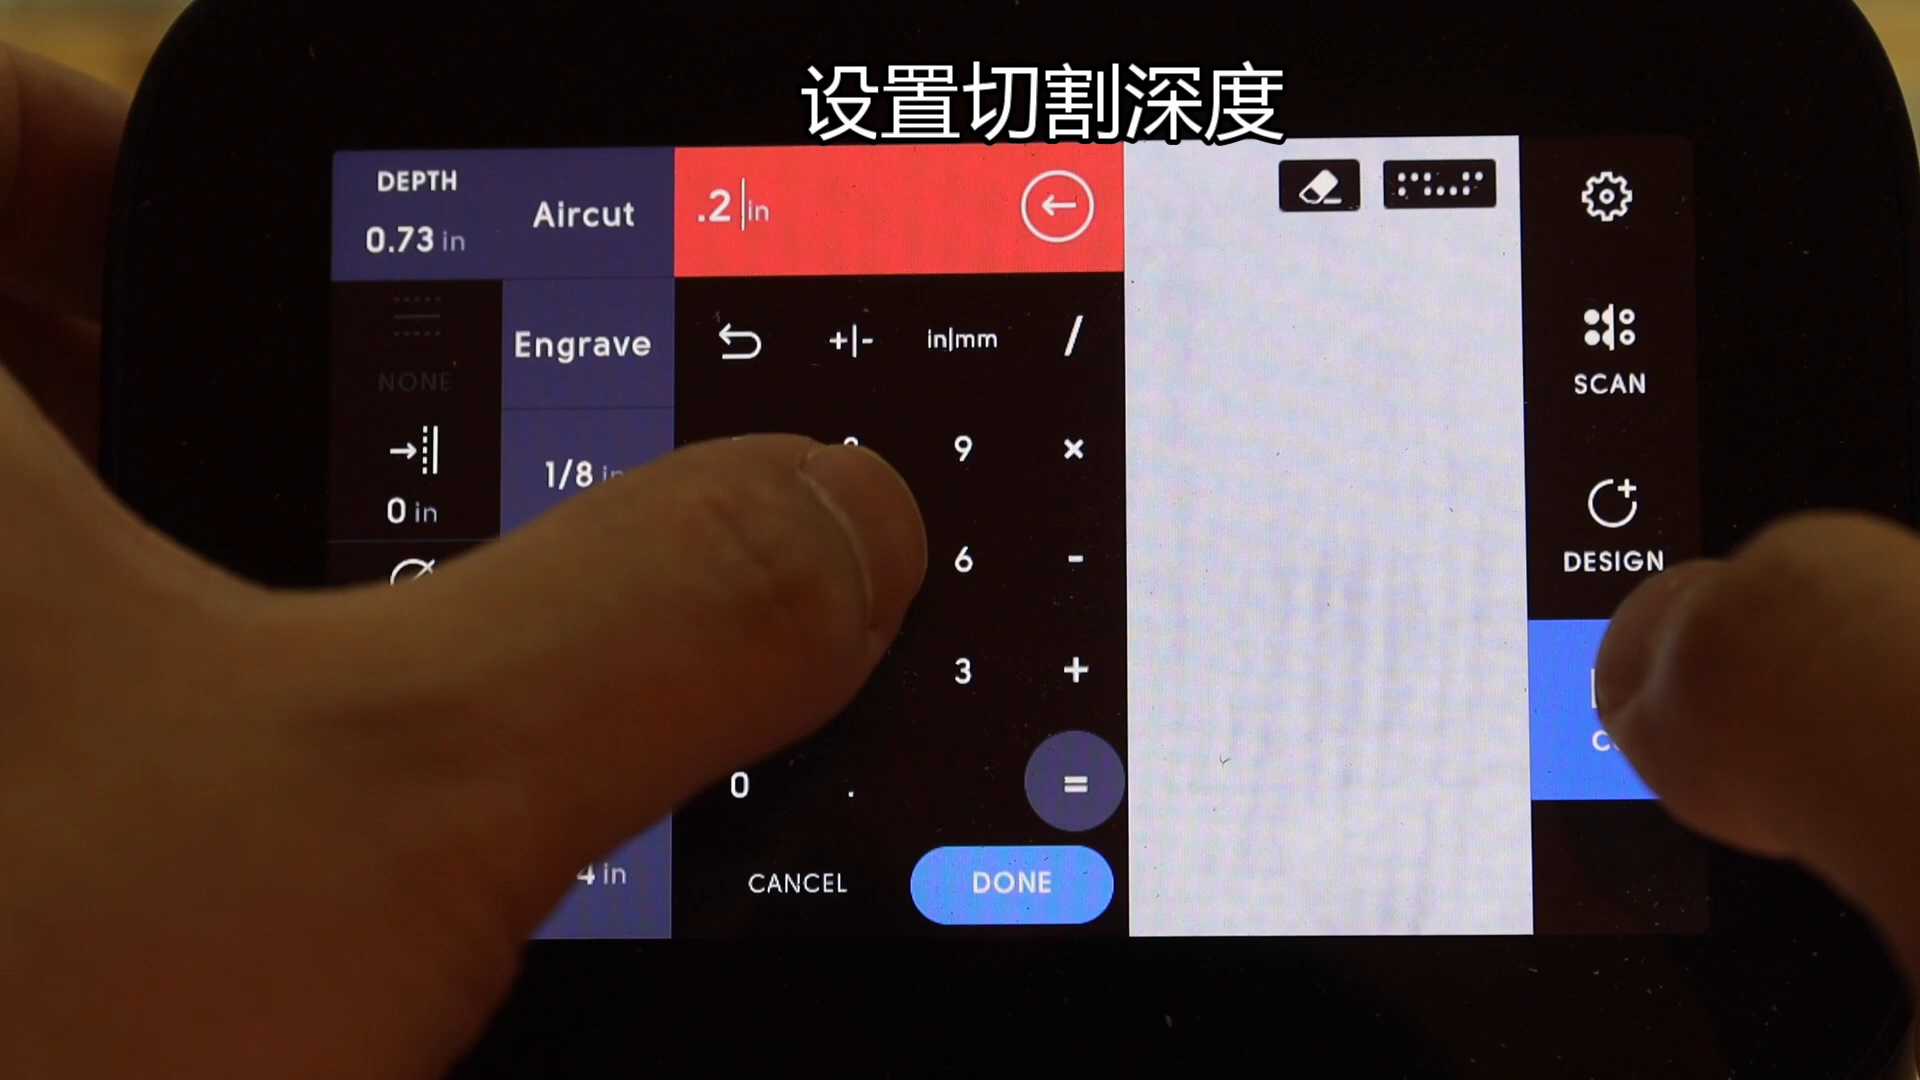 设置切割深度
DEPTH
0.73 in
Aircut
.2 in
NONE
Engrave
+|-
in|mm
/
SCAN
0 in
1/8 in
9
×
6
-
DESIGN
3
+
0
.
=
4 in
CANCEL
DONE